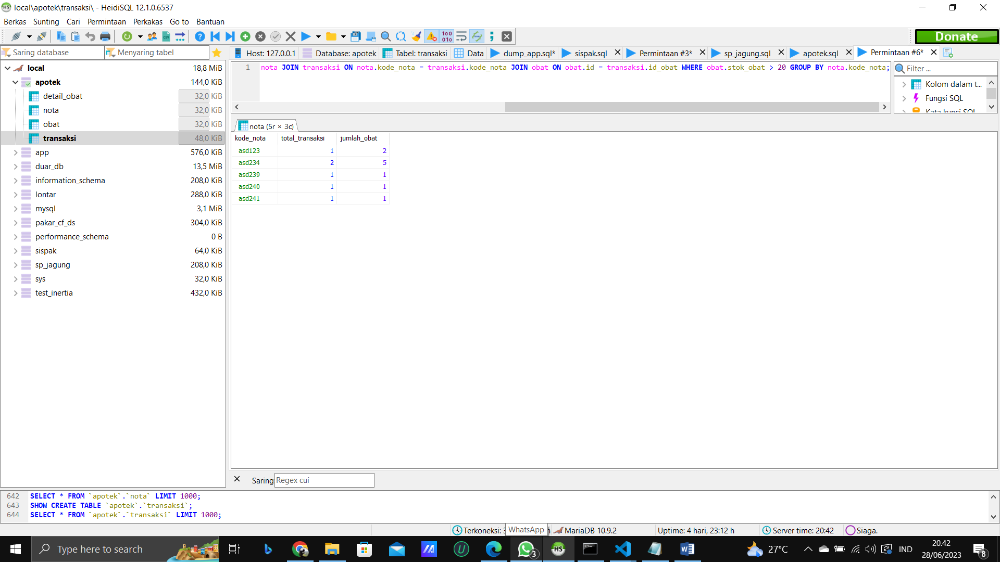 local\apotek\transaksi\ - HeidiSQL 12.1.0.6537
Berkas Sunting Cari Permintaan Perkakas Go to Bantuan
Donate
Saring database Menyaring tabel
Host: 127.0.0.1 Database: apotek Tabel: transaksi Data dump_app.sql* sispak.sql Permintaan #3* sp_jagung.sql apotek.sql Permintaan #6*
local 18,8 MiB
apotek 144,0 KiB
detail_obat 32,0 KiB
nota 32,0 KiB
obat 32,0 KiB
transaksi 48,0 KiB
app 576,0 KiB
duar_db 13,5 MiB
information_schema 208,0 KiB
lontar 288,0 KiB
mysql 3,1 MiB
pakar_cf_ds 304,0 KiB
performance_schema 0 B
sispak 64,0 KiB
sp_jagung 208,0 KiB
sys 32,0 KiB
test_inertia 432,0 KiB
1 nota JOIN transaksi ON nota.kode_nota = transaksi.kode_nota JOIN obat ON obat.id = transaksi.id_obat WHERE obat.stok_obat > 20 GROUP BY nota.kode_nota;
Filter ...
Kolom dalam t...
Fungsi SQL
Kata kunci SQL
nota (5r × 3c)
kode_nota total_transaksi jumlah_obat
asd123 1 2
asd234 2 5
asd239 1 1
asd240 1 1
asd241 1 1
Saring Regex cui
642 SELECT * FROM `apotek`.`nota` LIMIT 1000;
643 SHOW CREATE TABLE `apotek`.`transaksi`;
644 SELECT * FROM `apotek`.`transaksi` LIMIT 1000;
Terkoneksi: WhatsApp MariaDB 10.9.2 Uptime: 4 hari, 23:12 h Server time: 20:42 Siaga.
Type here to search
3
HS
27°C
IND
20.42
28/06/2023
8